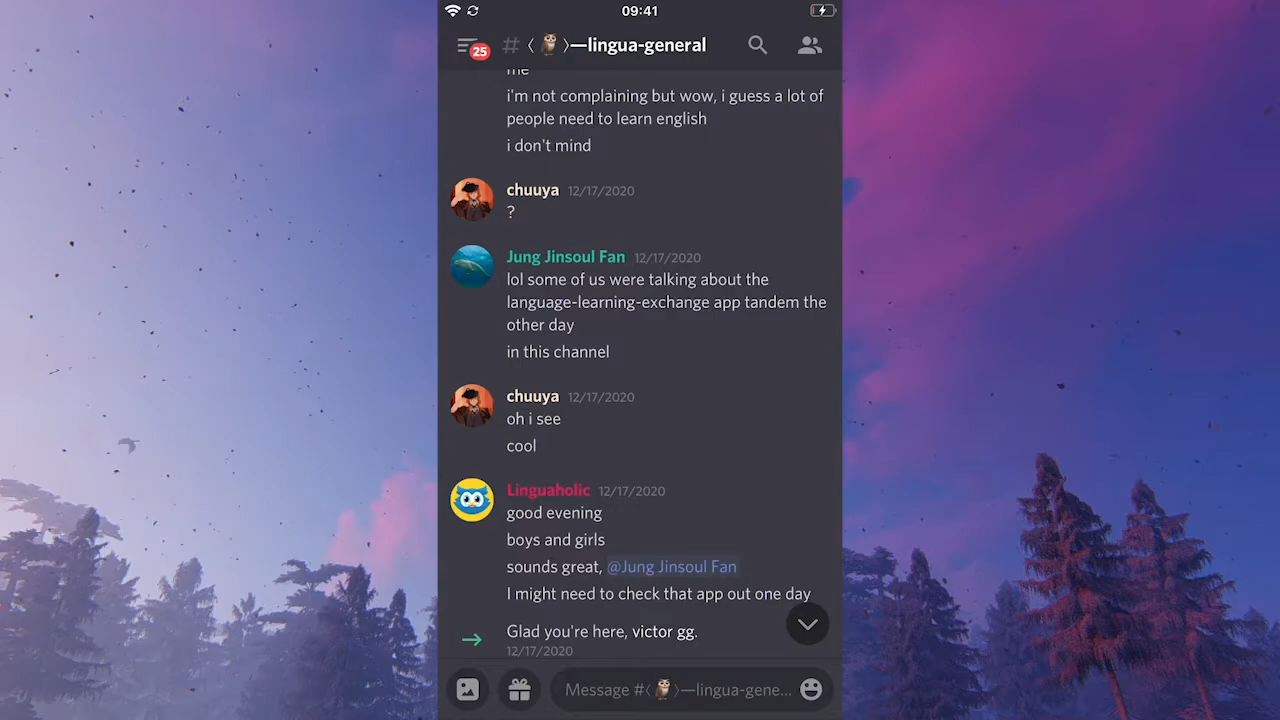 09:41
25
# 〈🦉〉—lingua-general
me
i'm not complaining but wow, i guess a lot of
people need to learn english
i don't mind
chuuya 12/17/2020
?
Jung Jinsoul Fan 12/17/2020
lol some of us were talking about the
language-learning-exchange app tandem the
other day
in this channel
chuuya 12/17/2020
oh i see
cool
Linguaholic 12/17/2020
good evening
boys and girls
sounds great, @Jung Jinsoul Fan
I might need to check that app out one day
Glad you're here, victor gg.
12/17/2020
Message #〈🦉〉—lingua-gene...